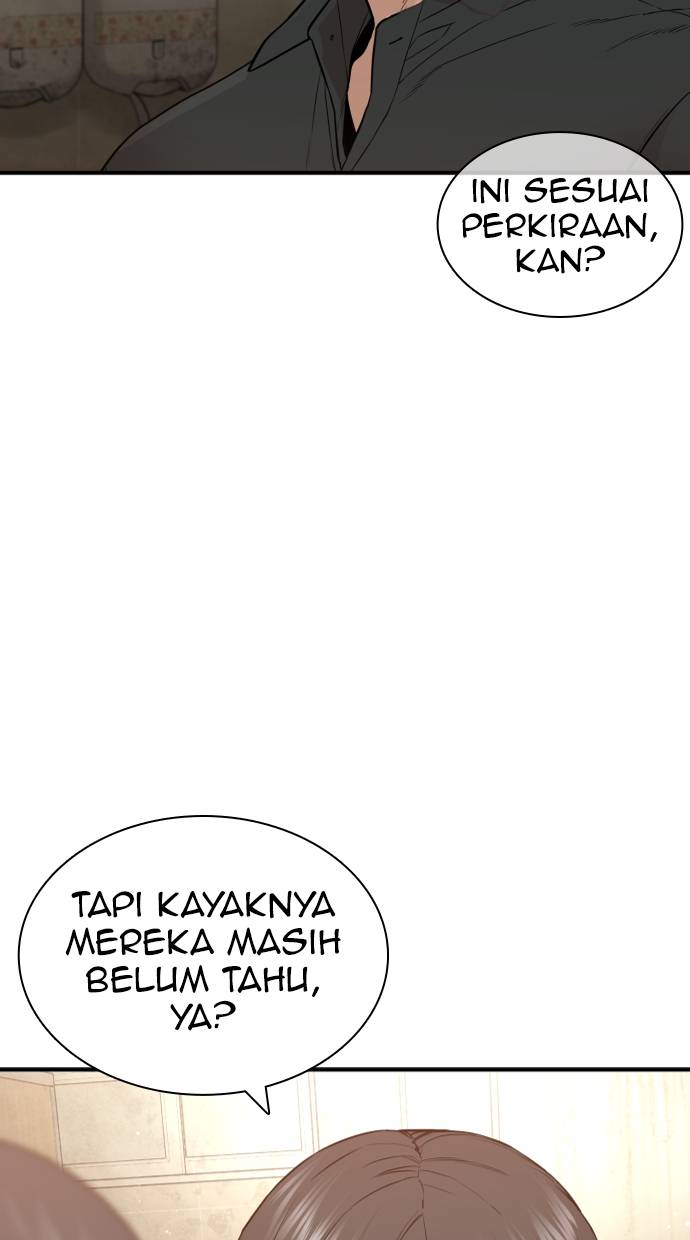 INI SESUAI
PERKIRAAN,
KAN?
TAPI KAYAKNYA
MEREKA MASIH
BELUM TAHU,
YA?